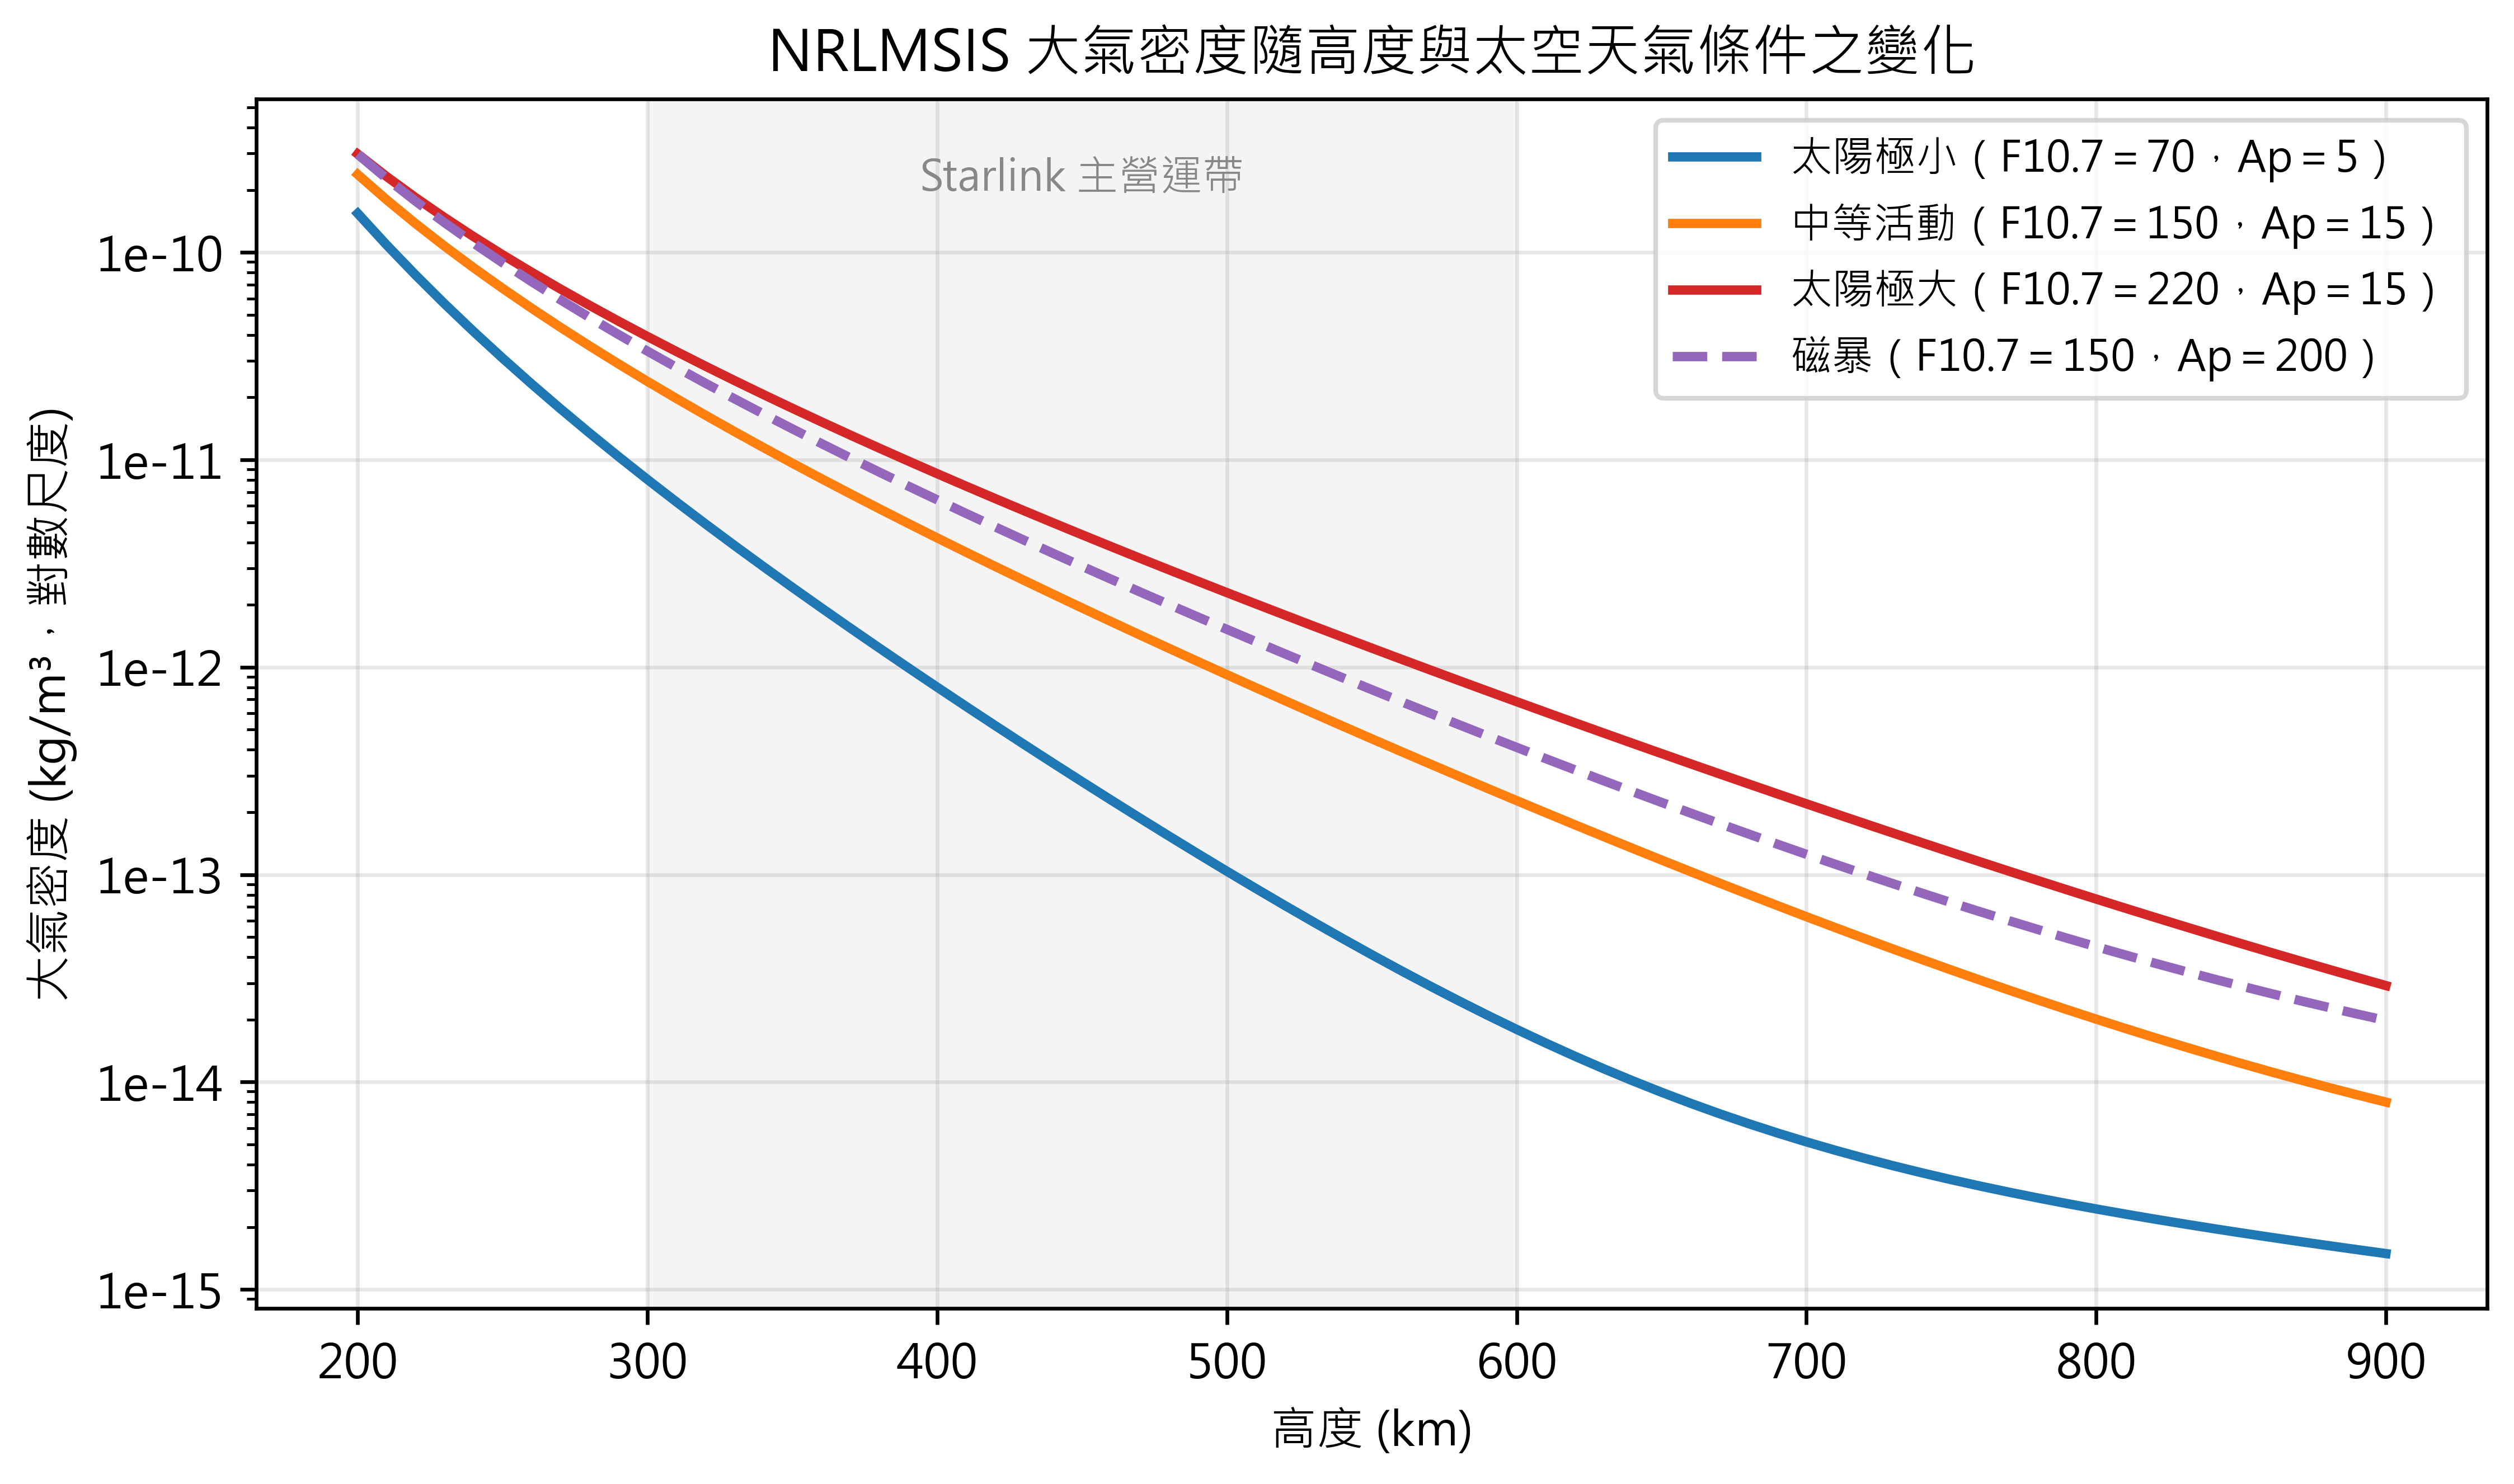 NRLMSIS 大氣密度隨高度與太空天氣條件之變化
Starlink 主營運帶
太陽極小（F10.7＝70，Ap＝5）
中等活動（F10.7＝150，Ap＝15）
太陽極大（F10.7＝220，Ap＝15）
磁暴（F10.7＝150，Ap＝200）
大氣密度 (kg/m³，對數尺度)
1e-10
1e-11
1e-12
1e-13
1e-14
1e-15
200 300 400 500 600 700 800 900
高度 (km)